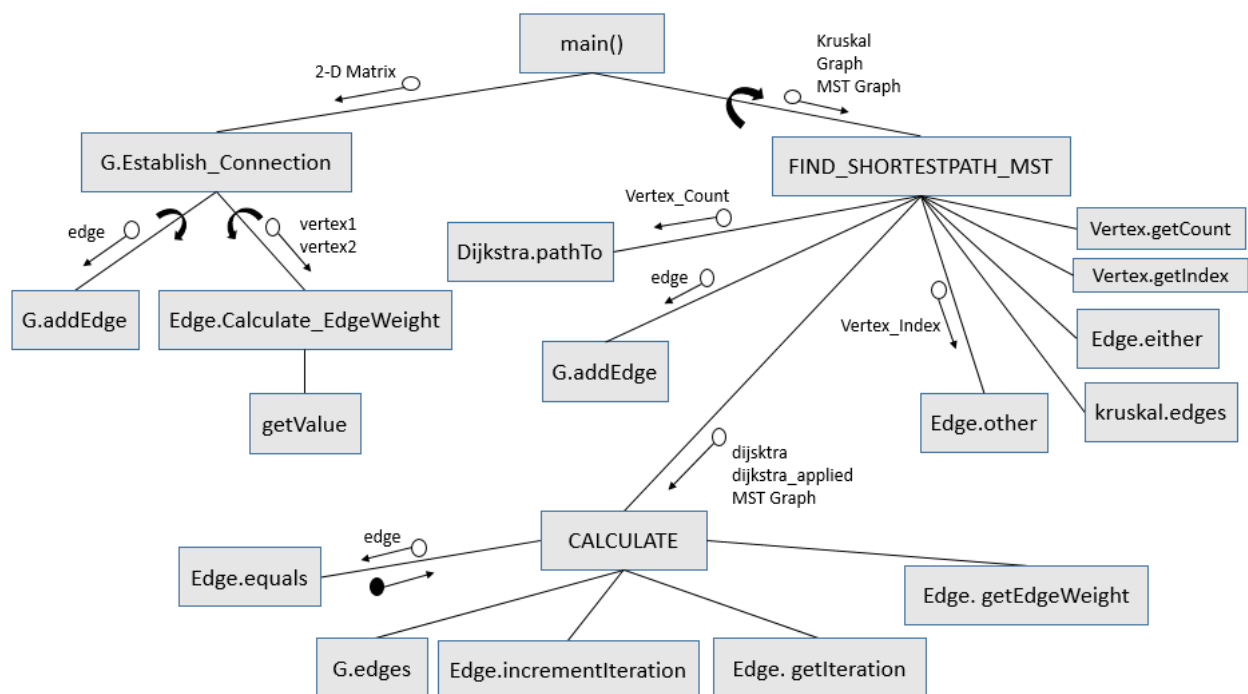 main()
Kruskal
Graph
MST Graph
2-D Matrix
G.Establish_Connection
FIND_SHORTESTPATH_MST
edge
vertex1
vertex2
Vertex_Count
Vertex.getCount
Dijkstra.pathTo
Vertex.getIndex
edge
G.addEdge
Edge.Calculate_EdgeWeight
Vertex_Index
Edge.either
G.addEdge
getValue
Edge.other
kruskal.edges
dijsktra
dijkstra_applied
MST Graph
edge
CALCULATE
Edge.equals
Edge. getEdgeWeight
G.edges
Edge.incrementIteration
Edge. getIteration